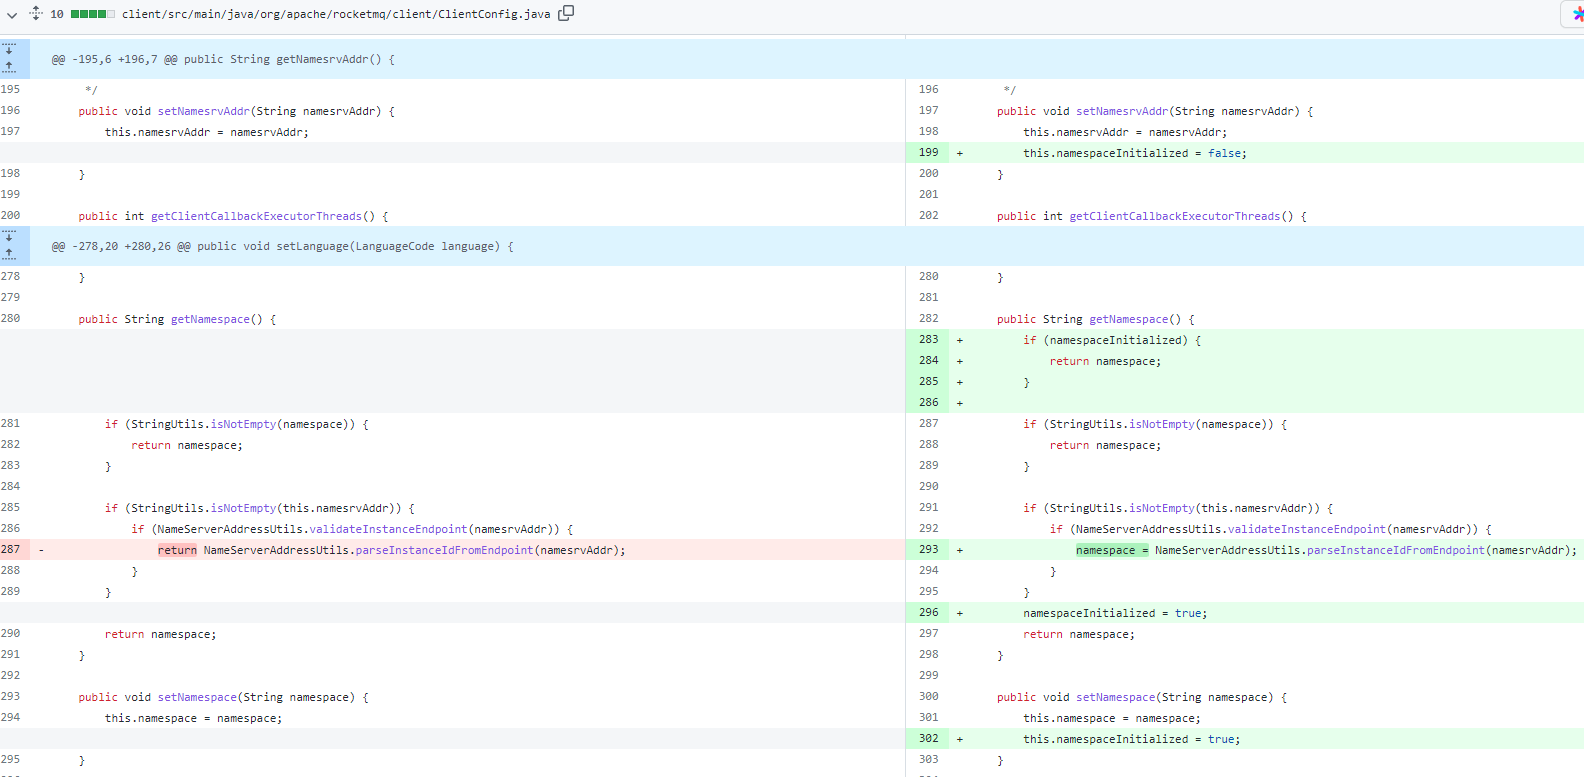 10 client/src/main/java/org/apache/rocketmq/client/ClientConfig.java
@@ -195,6 +196,7 @@ public String getNamesrvAddr() {
195 */ 196 */
196 public void setNamesrvAddr(String namesrvAddr) { 197 public void setNamesrvAddr(String namesrvAddr) {
197 this.namesrvAddr = namesrvAddr; 198 this.namesrvAddr = namesrvAddr;
199 + this.namespaceInitialized = false;
198 } 200 }
199 201
200 public int getClientCallbackExecutorThreads() { 202 public int getClientCallbackExecutorThreads() {
@@ -278,20 +280,26 @@ public void setLanguage(LanguageCode language) {
278 } 280 }
279 281
280 public String getNamespace() { 282 public String getNamespace() {
283 + if (namespaceInitialized) {
284 + return namespace;
285 + }
286 +
281 if (StringUtils.isNotEmpty(namespace)) { 287 if (StringUtils.isNotEmpty(namespace)) {
282 return namespace; 288 return namespace;
283 } 289 }
284 290
285 if (StringUtils.isNotEmpty(this.namesrvAddr)) { 291 if (StringUtils.isNotEmpty(this.namesrvAddr)) {
286 if (NameServerAddressUtils.validateInstanceEndpoint(namesrvAddr)) { 292 if (NameServerAddressUtils.validateInstanceEndpoint(namesrvAddr)) {
287 - return NameServerAddressUtils.parseInstanceIdFromEndpoint(namesrvAddr); 293 + namespace = NameServerAddressUtils.parseInstanceIdFromEndpoint(namesrvAddr);
288 } 294 }
289 } 295 }
296 + namespaceInitialized = true;
290 return namespace; 297 return namespace;
291 } 298 }
292 299
293 public void setNamespace(String namespace) { 300 public void setNamespace(String namespace) {
294 this.namespace = namespace; 301 this.namespace = namespace;
302 + this.namespaceInitialized = true;
295 } 303 }